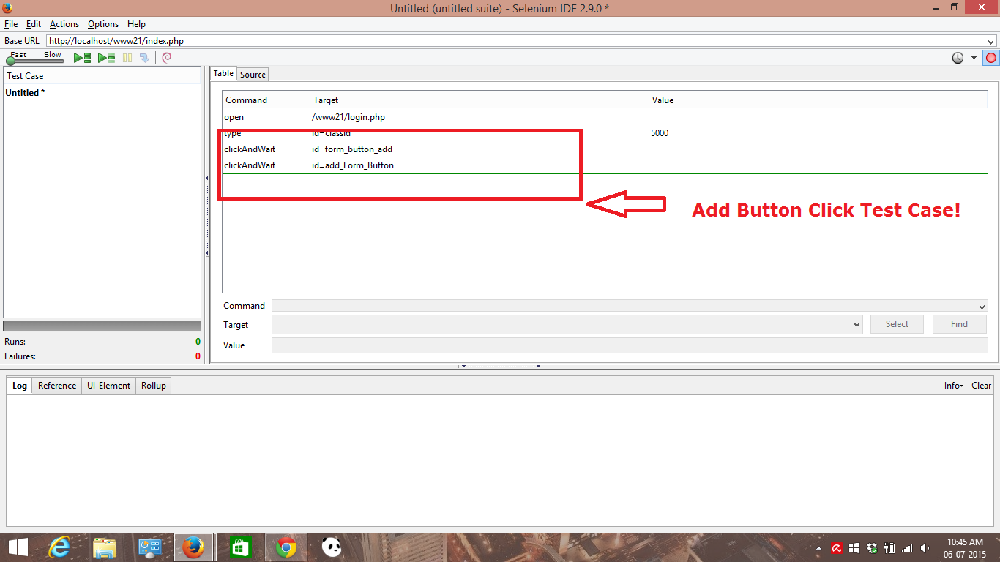 Untitled (untitled suite) - Selenium IDE 2.9.0 *
File Edit Actions Options Help
Base URL http://localhost/www21/index.php
Fast Slow
Test Case
Untitled *
Table Source
Command Target Value
open /www21/login.php
type id=classid 5000
clickAndWait id=form_button_add
clickAndWait id=add_Form_Button
Add Button Click Test Case!
Command
Target Select Find
Value
Runs: 0
Failures: 0
Log Reference UI-Element Rollup Info Clear
10:45 AM
06-07-2015